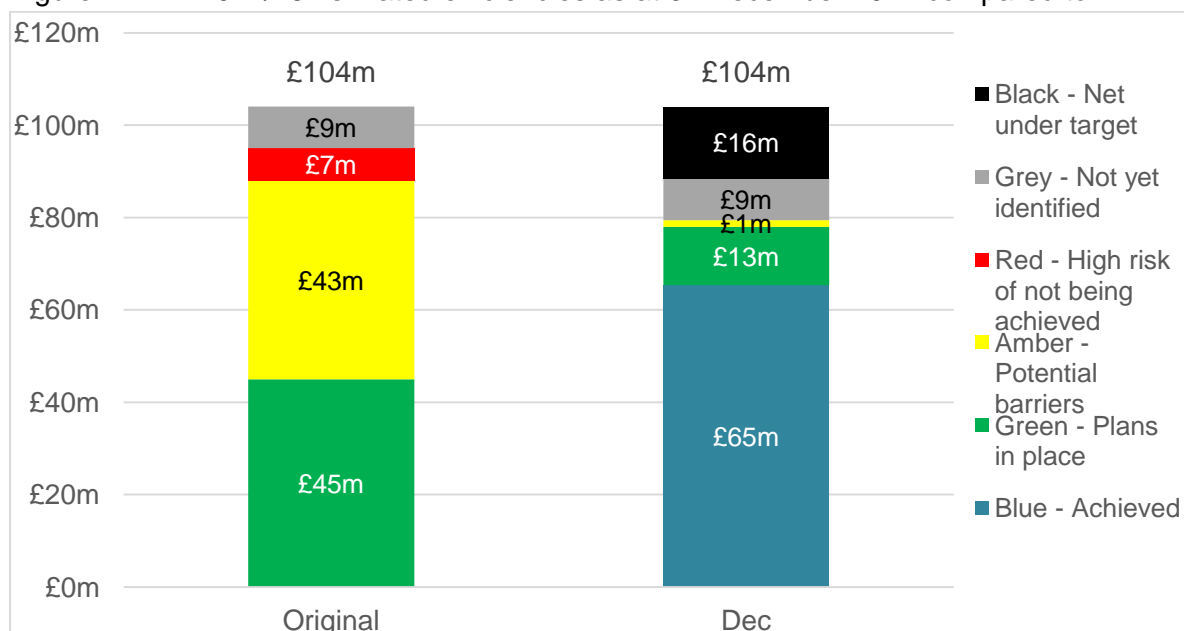 £120m
£100m
£80m
£60m
£40m
£20m
£0m
£104m
£9m
£7m
£43m
£45m
Original
£104m
£16m
£9m
£1m
£13m
£65m
Dec
Black - Net
under target
Grey - Not yet
identified
Red - High risk
of not being
achieved
Amber -
Potential
barriers
Green - Plans
in place
Blue - Achieved